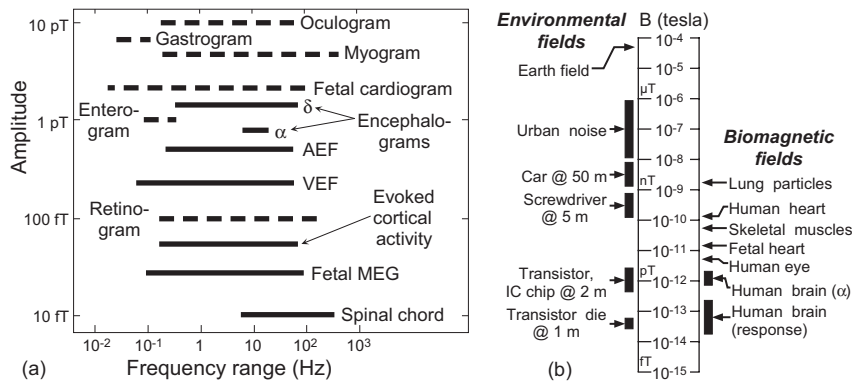 10 pT
1 pT
100 fT
10 fT
Amplitude
Oculogram
Gastrogram
Myogram
Fetal cardiogram
δ
Entero-
gram
α
Encephalo-
grams
AEF
VEF
Retino-
gram
Evoked
cortical
activity
Fetal MEG
Spinal chord
10-2
10-1
1
10
102
103
(a)
Frequency range (Hz)
Environmental
fields
B (tesla)
Earth field
Urban noise
Car @ 50 m
Screwdriver
@ 5 m
Transistor,
IC chip @ 2 m
Transistor die
@ 1 m
10-4
10-5
µT
10-6
10-7
10-8
nT
10-9
10-10
10-11
pT
10-12
10-13
10-14
fT
10-15
Biomagnetic
fields
Lung particles
Human heart
Skeletal muscles
Fetal heart
Human eye
Human brain (α)
Human brain
(response)
(b)